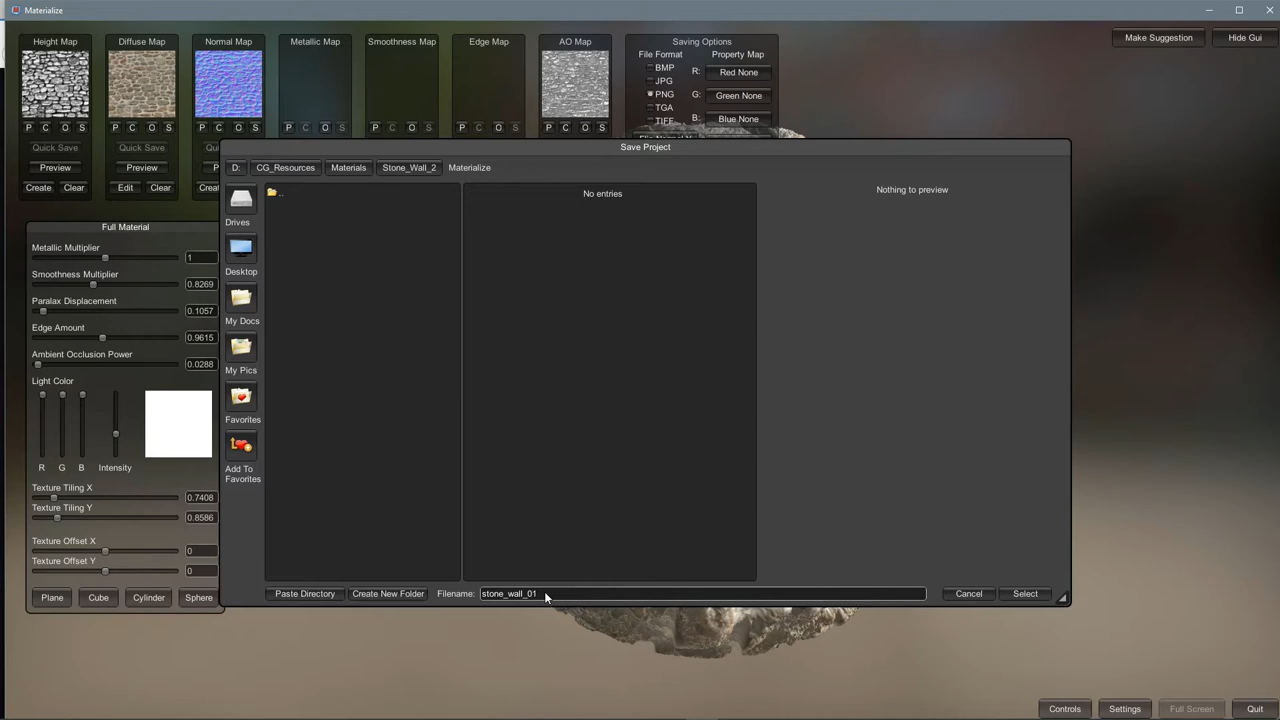 Materialize
Height Map Diffuse Map Normal Map Metallic Map Smoothness Map Edge Map AO Map Saving Options Make Suggestion Hide Gui
File Format Property Map
BMP R: Red None
JPG
PNG G: Green None
TGA
TIFF B: Blue None
P C O S P C O S P C O S P C O S P C O S P C O S P C O S
Quick Save Quick Save
Preview Preview P
Create Clear Edit Clear Creat
Save Project
D: CG_Resources Materials Stone_Wall_2 Materialize
.. No entries Nothing to preview
Drives
Desktop
My Docs
My Pics
Favorites
Add To
Favorites
Full Material
Metallic Multiplier
1
Smoothness Multiplier
0.8269
Paralax Displacement
0.1057
Edge Amount
0.9615
Ambient Occlusion Power
0.0288
Light Color
R G B Intensity
Texture Tiling X
0.7408
Texture Tiling Y
0.8586
Texture Offset X
0
Texture Offset Y
0
Plane Cube Cylinder Sphere
Paste Directory Create New Folder Filename: stone_wall_01 Cancel Select
Controls Settings Full Screen Quit